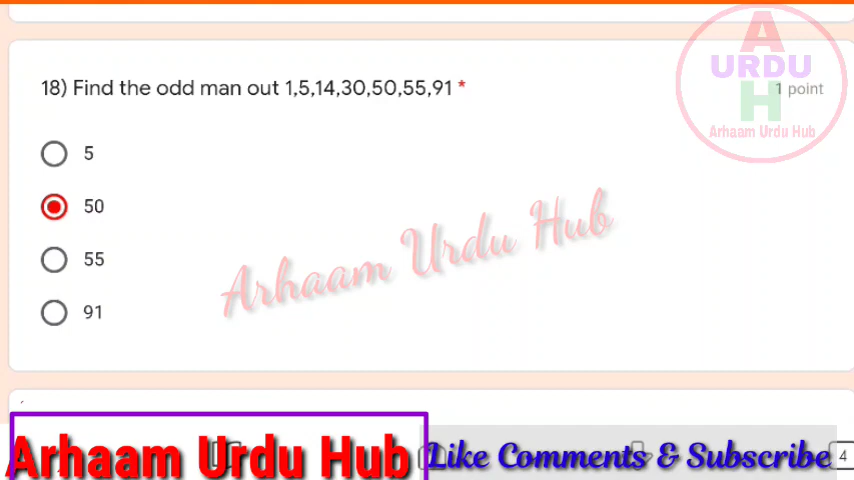 A
URDU
H
Arhaam Urdu Hub
18) Find the odd man out 1,5,14,30,50,55,91 *
1 point
5
50
55
91
Arhaam Urdu Hub
Arhaam Urdu Hub
Like Comments & Subscribe
4